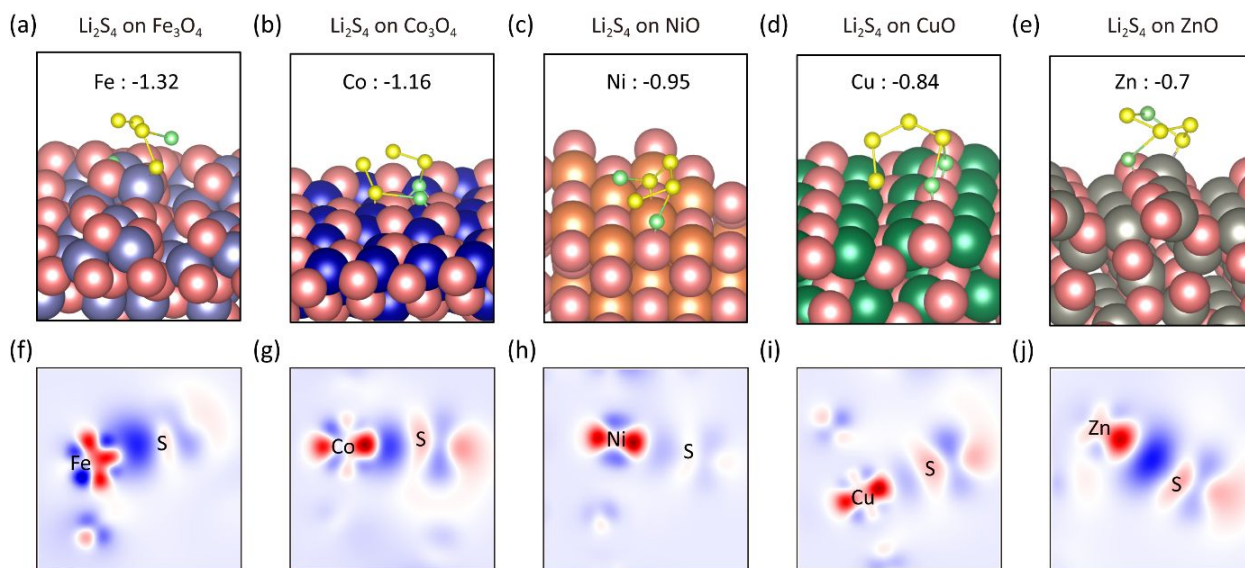 (a) Li₂S₄ on Fe₃O₄
(b) Li₂S₄ on Co₃O₄
(c) Li₂S₄ on NiO
(d) Li₂S₄ on CuO
(e) Li₂S₄ on ZnO
Fe : -1.32
Co : -1.16
Ni : -0.95
Cu : -0.84
Zn : -0.7
(f)
(g)
(h)
(i)
(j)
Fe S
Co S
Ni S
Cu S
Zn S